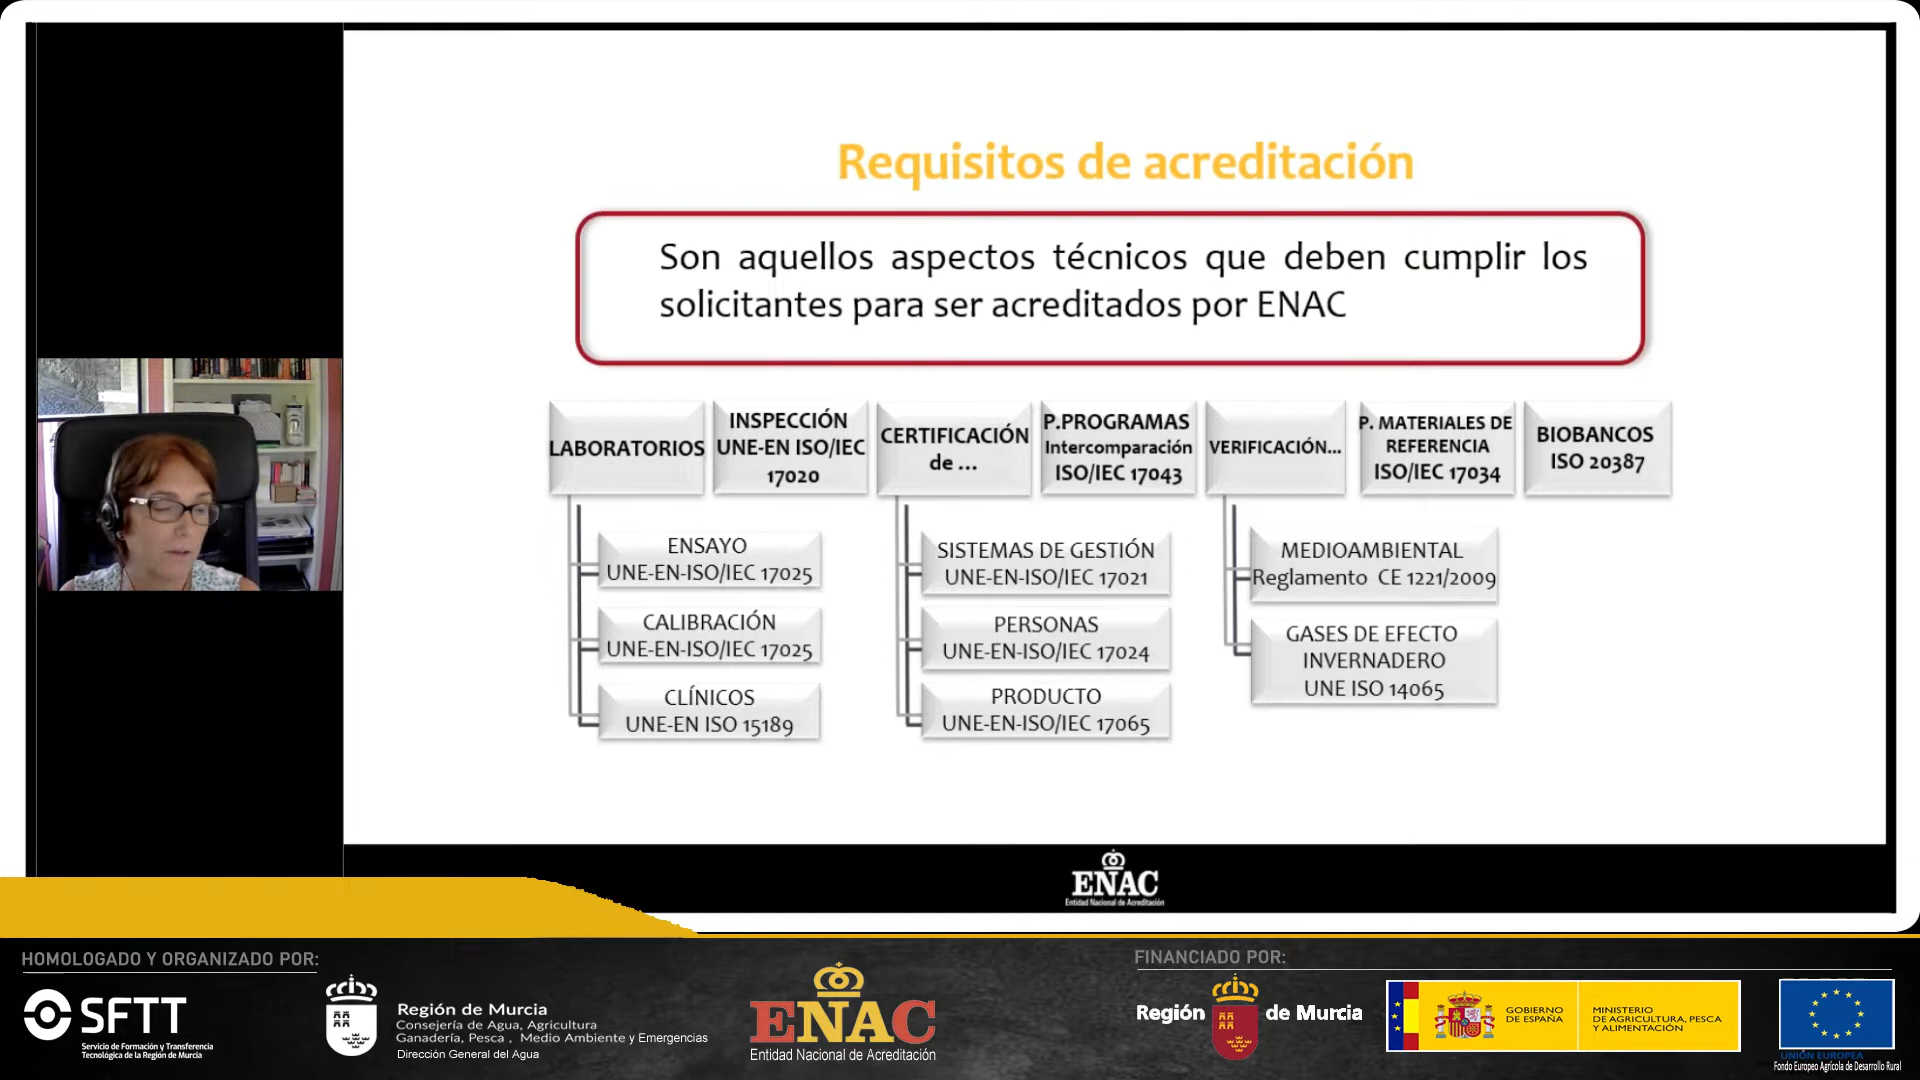 Requisitos de acreditación
Son aquellos aspectos técnicos que deben cumplir los
solicitantes para ser acreditados por ENAC
LABORATORIOS
INSPECCIÓN
UNE-EN ISO/IEC
17020
CERTIFICACIÓN
de ...
P.PROGRAMAS
Intercomparación
ISO/IEC 17043
VERIFICACIÓN...
P. MATERIALES DE
REFERENCIA
ISO/IEC 17034
BIOBANCOS
ISO 20387
ENSAYO
UNE-EN-ISO/IEC 17025
CALIBRACIÓN
UNE-EN-ISO/IEC 17025
CLÍNICOS
UNE-EN ISO 15189
SISTEMAS DE GESTIÓN
UNE-EN-ISO/IEC 17021
PERSONAS
UNE-EN-ISO/IEC 17024
PRODUCTO
UNE-EN-ISO/IEC 17065
MEDIOAMBIENTAL
Reglamento CE 1221/2009
GASES DE EFECTO
INVERNADERO
UNE ISO 14065
ENAC
Entidad Nacional de Acreditación
HOMOLOGADO Y ORGANIZADO POR:
SFTT
Servicio de Formación y Transferencia
Tecnológica de la Región de Murcia
Región de Murcia
Consejería de Agua, Agricultura
Ganadería, Pesca , Medio Ambiente y Emergencias
Dirección General del Agua
ENAC
Entidad Nacional de Acreditación
FINANCIADO POR:
Región de Murcia
GOBIERNO
DE ESPAÑA
MINISTERIO
DE AGRICULTURA, PESCA
Y ALIMENTACIÓN
UNIÓN EUROPEA
Fondo Europeo Agrícola de Desarrollo Rural